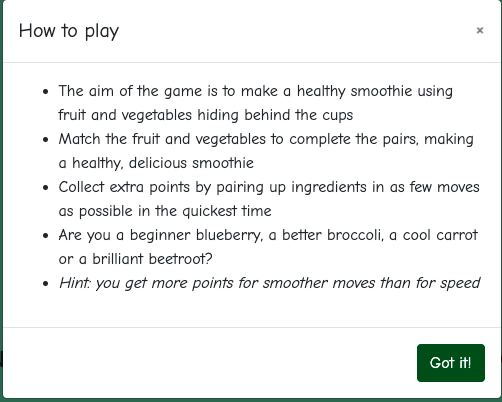 How to play
×
• The aim of the game is to make a healthy smoothie using
fruit and vegetables hiding behind the cups
• Match the fruit and vegetables to complete the pairs, making
a healthy, delicious smoothie
• Collect extra points by pairing up ingredients in as few moves
as possible in the quickest time
• Are you a beginner blueberry, a better broccoli, a cool carrot
or a brilliant beetroot?
• Hint: you get more points for smoother moves than for speed
Got it!